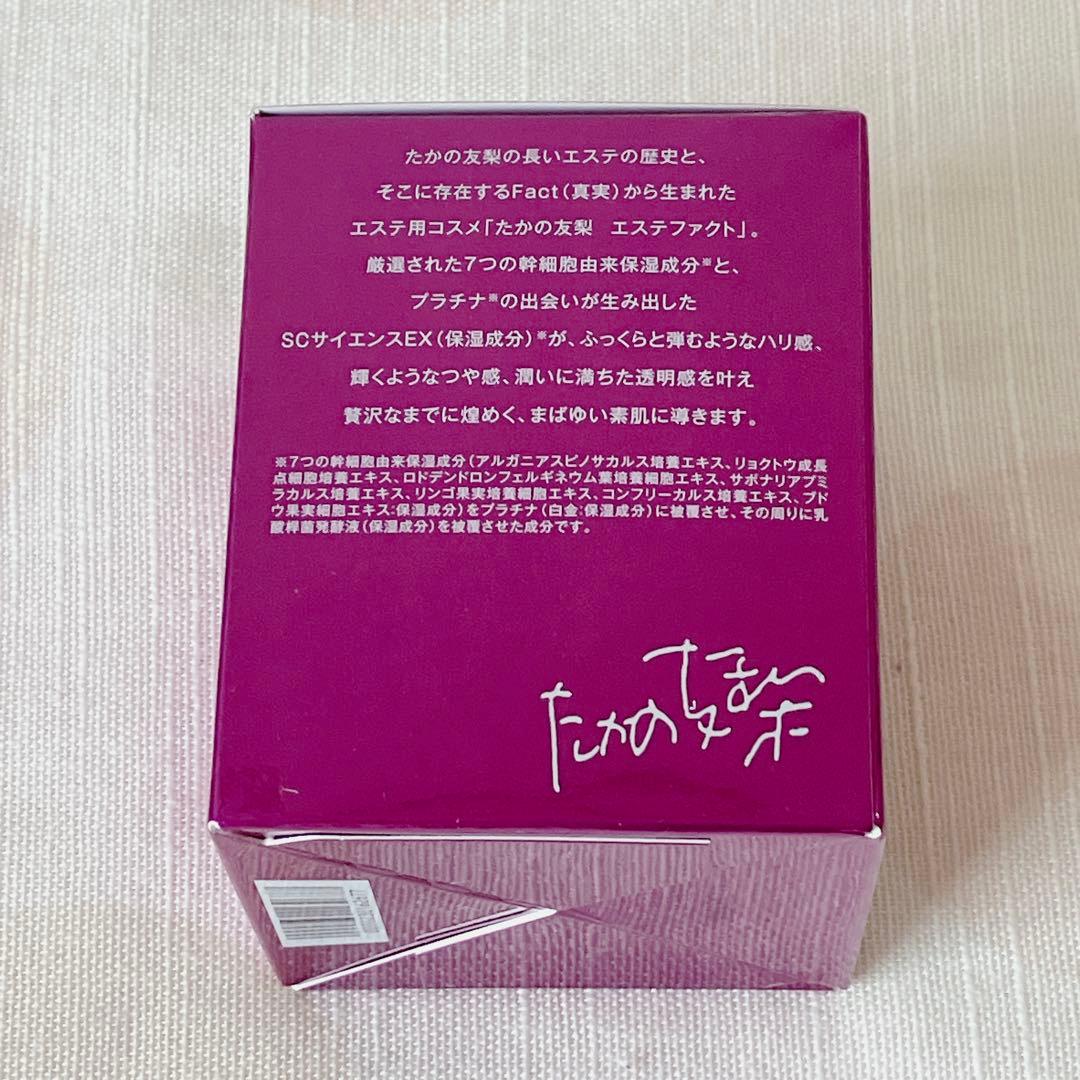 たかの友梨の長いエステの歴史と、
そこに存在するFact（真実）から生まれた
エステ用コスメ「たかの友梨　エステファクト」。
厳選された7つの幹細胞由来保湿成分※と、
プラチナ※の出会いが生み出した
SCサイエンスEX（保湿成分）※が、ふっくらと弾むようなハリ感、
輝くようなつや感、潤いに満ちた透明感を叶え
贅沢なまでに煌めく、まばゆい素肌に導きます。
※7つの幹細胞由来保湿成分（アルガニアスピノサカルス培養エキス、リョクトウ成長
点細胞培養エキス、ロドデンドロンフェルギネウム葉培養細胞エキス、サポナリアプミ
ラカルス培養エキス、リンゴ果実培養細胞エキス、コンフリーカルス培養エキス、ブド
ウ果実細胞エキス：保湿成分）をプラチナ（白金：保湿成分）に被覆させ、その周りに乳
酸桿菌発酵液（保湿成分）を被覆させた成分です。
たかの友梨